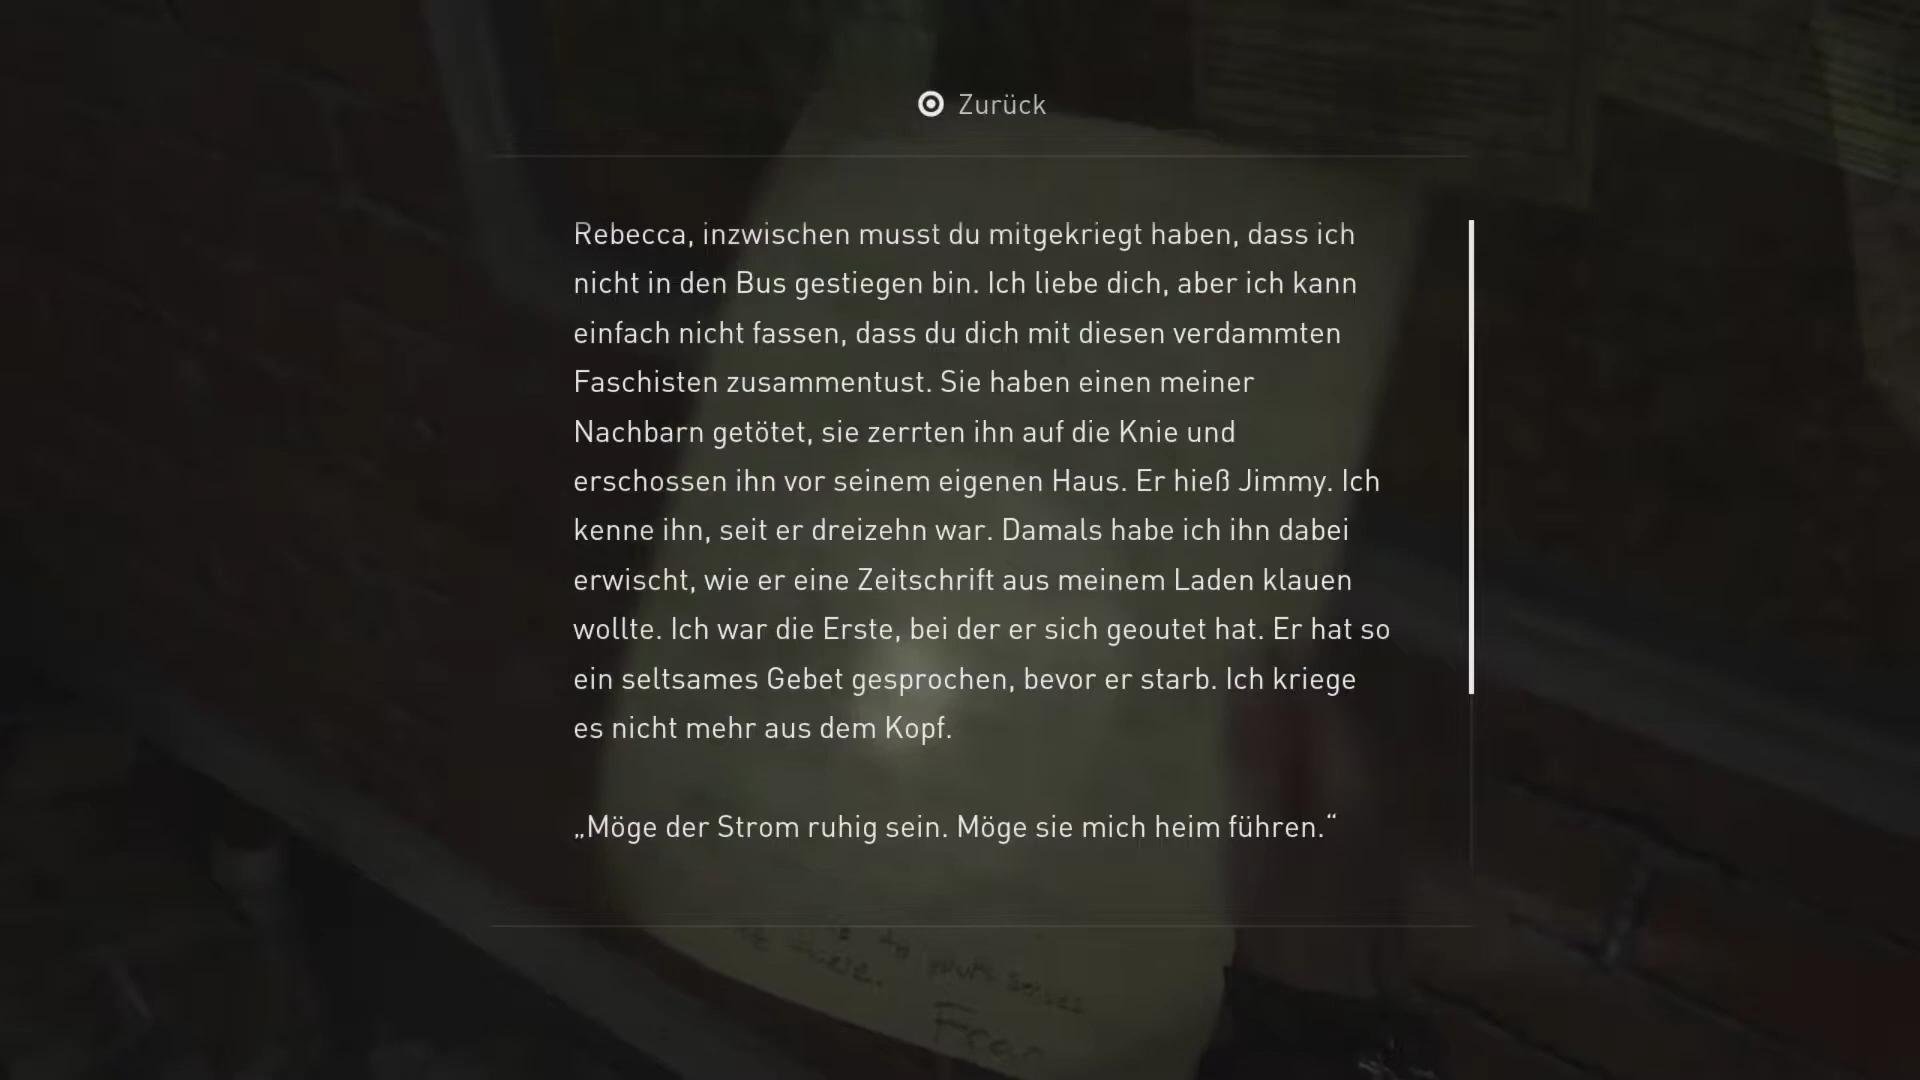 Zurück
Rebecca, inzwischen musst du mitgekriegt haben, dass ich
nicht in den Bus gestiegen bin. Ich liebe dich, aber ich kann
einfach nicht fassen, dass du dich mit diesen verdammten
Faschisten zusammentust. Sie haben einen meiner
Nachbarn getötet, sie zerrten ihn auf die Knie und
erschossen ihn vor seinem eigenen Haus. Er hieß Jimmy. Ich
kenne ihn, seit er dreizehn war. Damals habe ich ihn dabei
erwischt, wie er eine Zeitschrift aus meinem Laden klauen
wollte. Ich war die Erste, bei der er sich geoutet hat. Er hat so
ein seltsames Gebet gesprochen, bevor er starb. Ich kriege
es nicht mehr aus dem Kopf.
„Möge der Strom ruhig sein. Möge sie mich heim führen.“